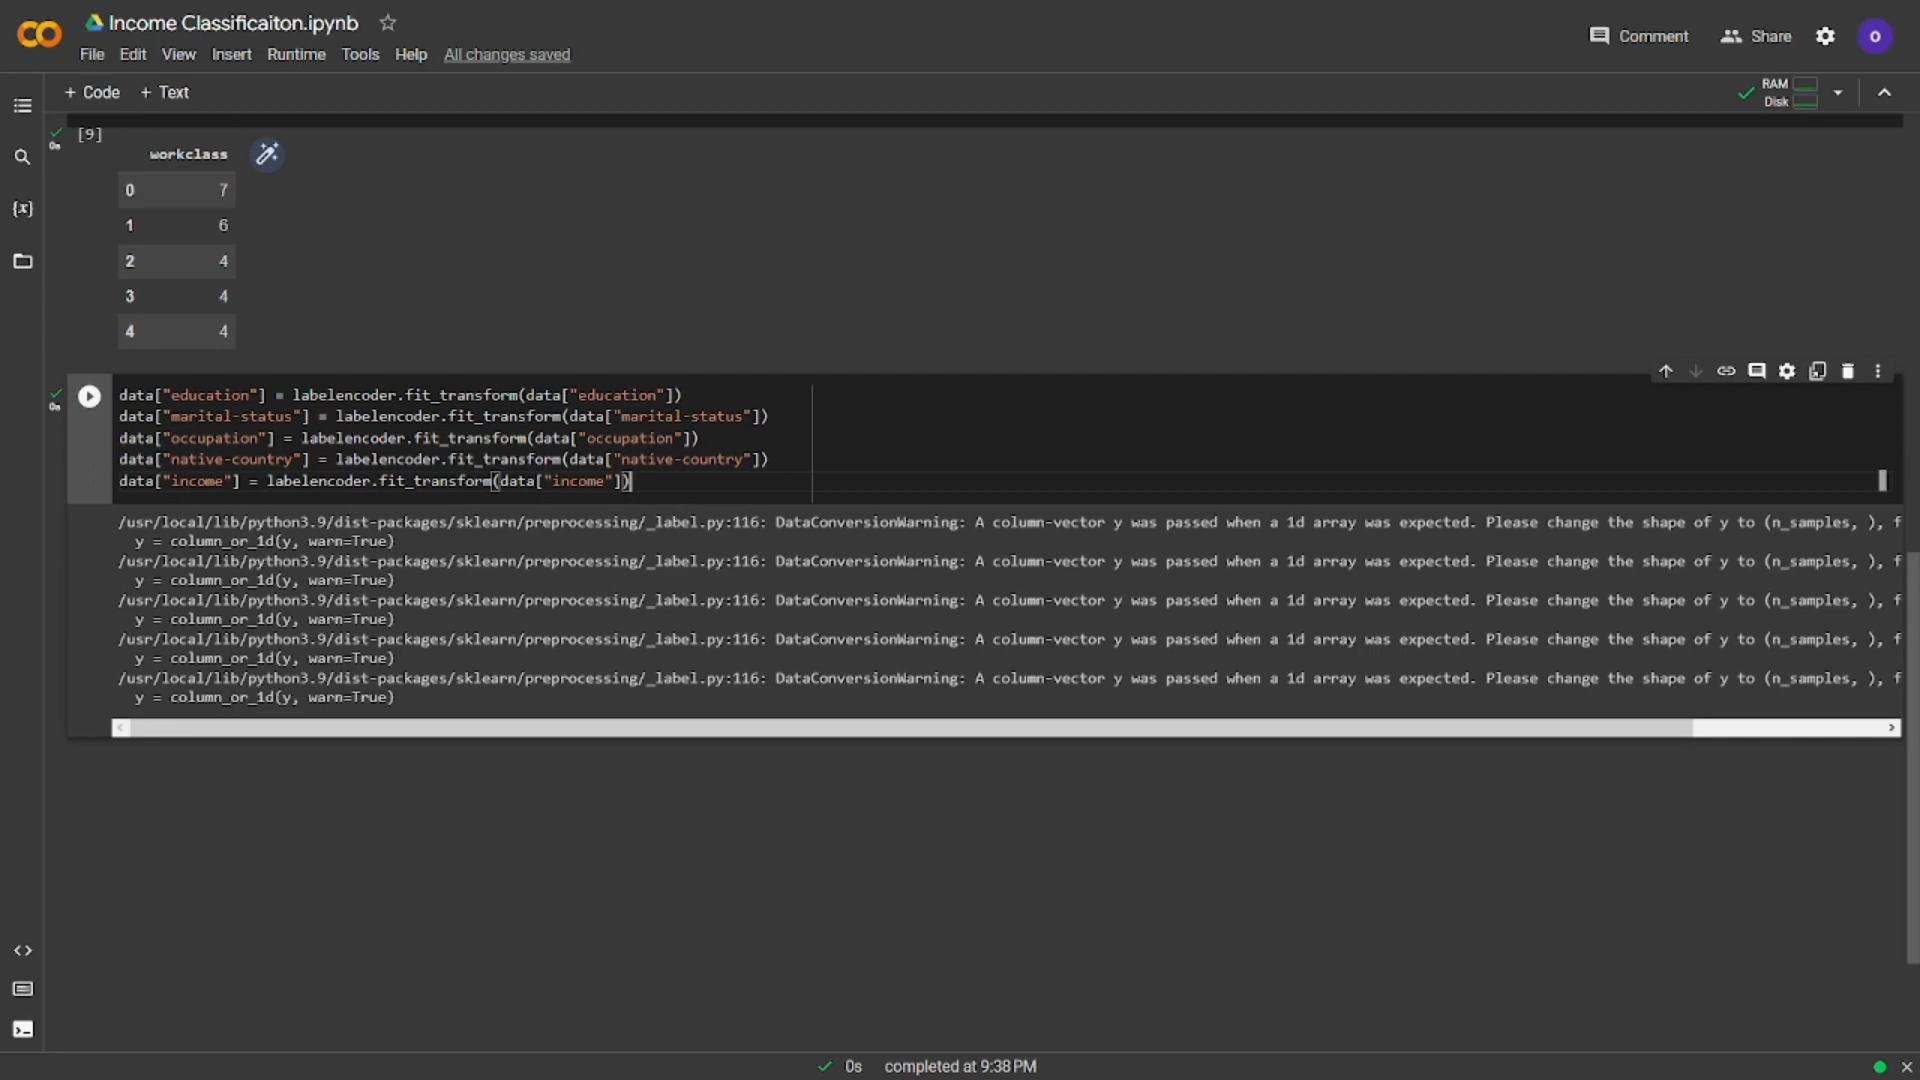 Income Classificaiton.ipynb
File Edit View Insert Runtime Tools Help All changes saved
Comment Share O
+ Code + Text
RAM
Disk
[9]
0s
workclass
0 7
1 6
2 4
3 4
4 4
0s
data["education"] = labelencoder.fit_transform(data["education"])
data["marital-status"] = labelencoder.fit_transform(data["marital-status"])
data["occupation"] = labelencoder.fit_transform(data["occupation"])
data["native-country"] = labelencoder.fit_transform(data["native-country"])
data["income"] = labelencoder.fit_transform(data["income"])
/usr/local/lib/python3.9/dist-packages/sklearn/preprocessing/_label.py:116: DataConversionWarning: A column-vector y was passed when a 1d array was expected. Please change the shape of y to (n_samples, ), f
y = column_or_1d(y, warn=True)
/usr/local/lib/python3.9/dist-packages/sklearn/preprocessing/_label.py:116: DataConversionWarning: A column-vector y was passed when a 1d array was expected. Please change the shape of y to (n_samples, ), f
y = column_or_1d(y, warn=True)
/usr/local/lib/python3.9/dist-packages/sklearn/preprocessing/_label.py:116: DataConversionWarning: A column-vector y was passed when a 1d array was expected. Please change the shape of y to (n_samples, ), f
y = column_or_1d(y, warn=True)
/usr/local/lib/python3.9/dist-packages/sklearn/preprocessing/_label.py:116: DataConversionWarning: A column-vector y was passed when a 1d array was expected. Please change the shape of y to (n_samples, ), f
y = column_or_1d(y, warn=True)
/usr/local/lib/python3.9/dist-packages/sklearn/preprocessing/_label.py:116: DataConversionWarning: A column-vector y was passed when a 1d array was expected. Please change the shape of y to (n_samples, ), f
y = column_or_1d(y, warn=True)
0s completed at 9:38 PM